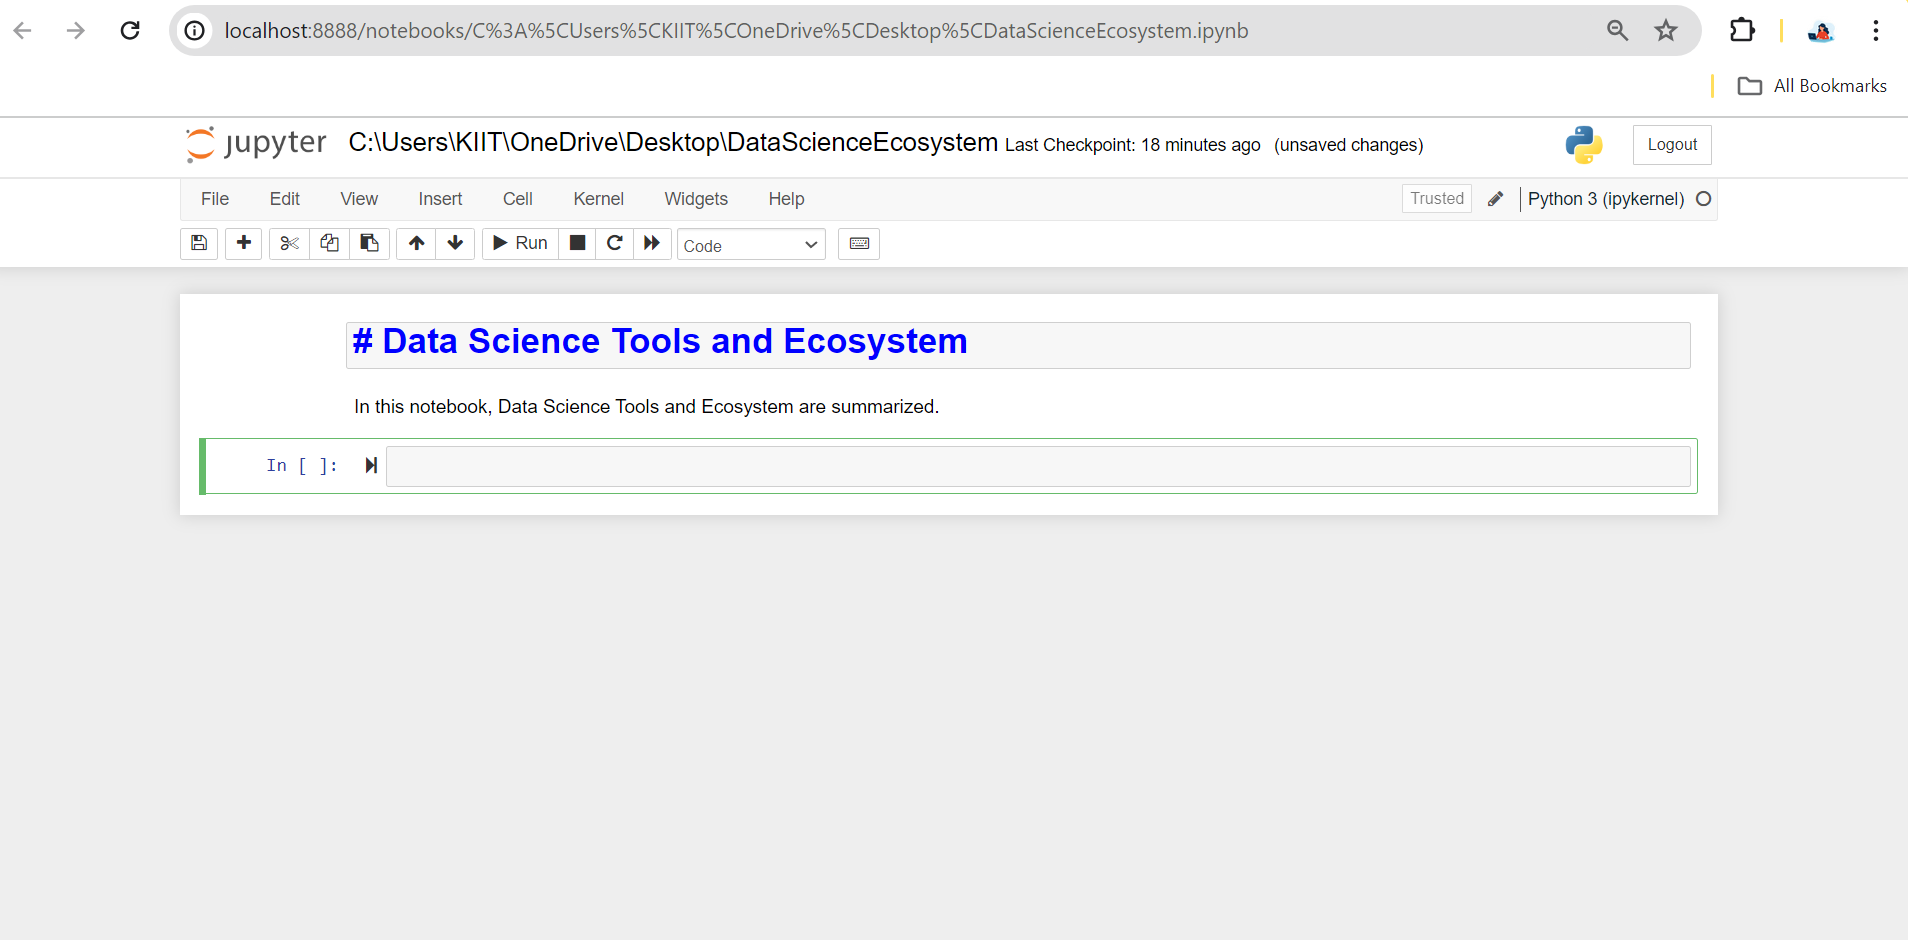 localhost:8888/notebooks/C%3A%5CUsers%5CKIIT%5COneDrive%5CDesktop%5CDataScienceEcosystem.ipynb
All Bookmarks
jupyter C:\Users\KIIT\OneDrive\Desktop\DataScienceEcosystem Last Checkpoint: 18 minutes ago (unsaved changes) Logout
File Edit View Insert Cell Kernel Widgets Help Trusted Python 3 (ipykernel)
Run Code
# Data Science Tools and Ecosystem
In this notebook, Data Science Tools and Ecosystem are summarized.
In [ ]: